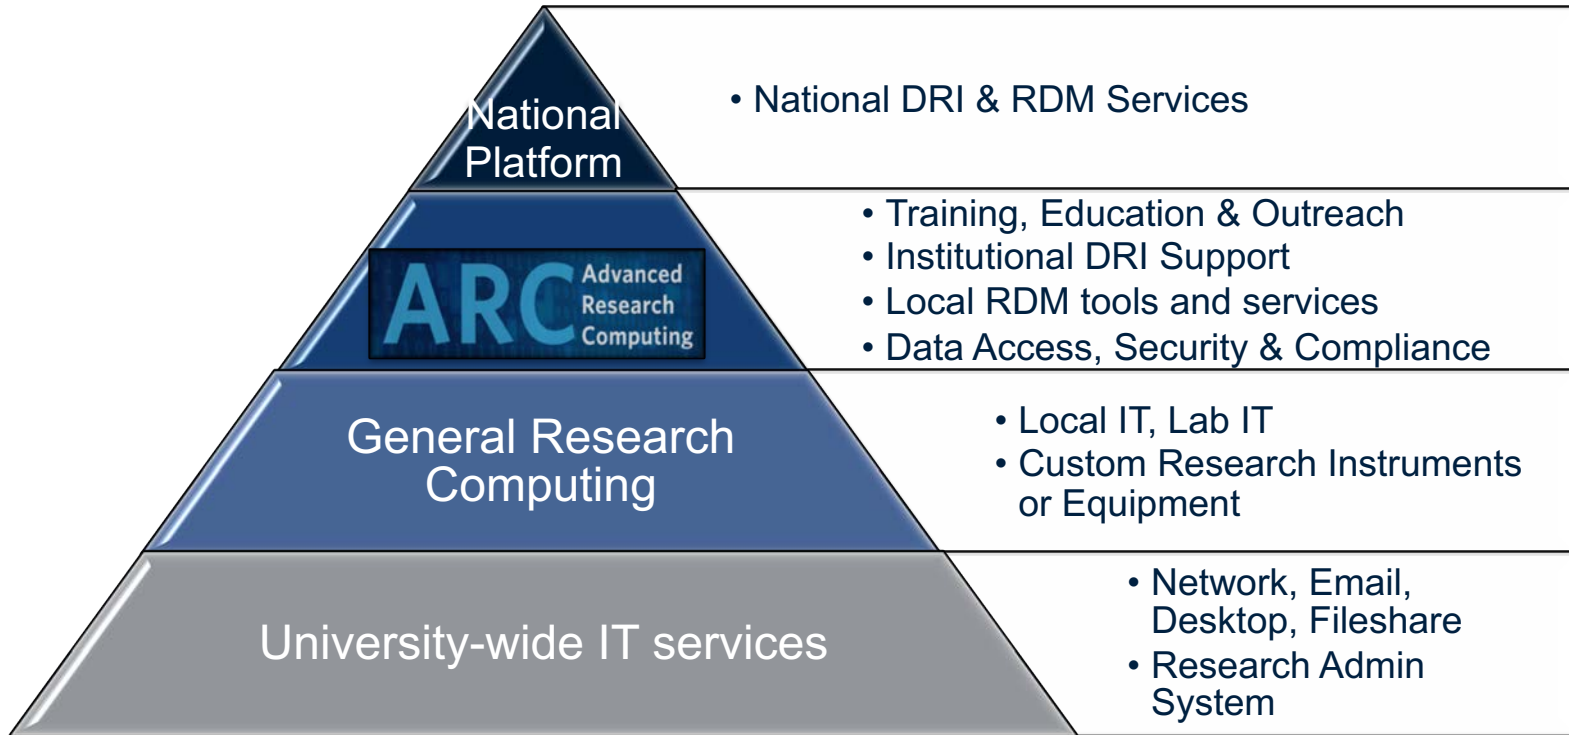 National
Platform
• National DRI & RDM Services
ARC Advanced
Research
Computing
• Training, Education & Outreach
• Institutional DRI Support
• Local RDM tools and services
• Data Access, Security & Compliance
General Research
Computing
• Local IT, Lab IT
• Custom Research Instruments
or Equipment
University-wide IT services
• Network, Email,
Desktop, Fileshare
• Research Admin
System